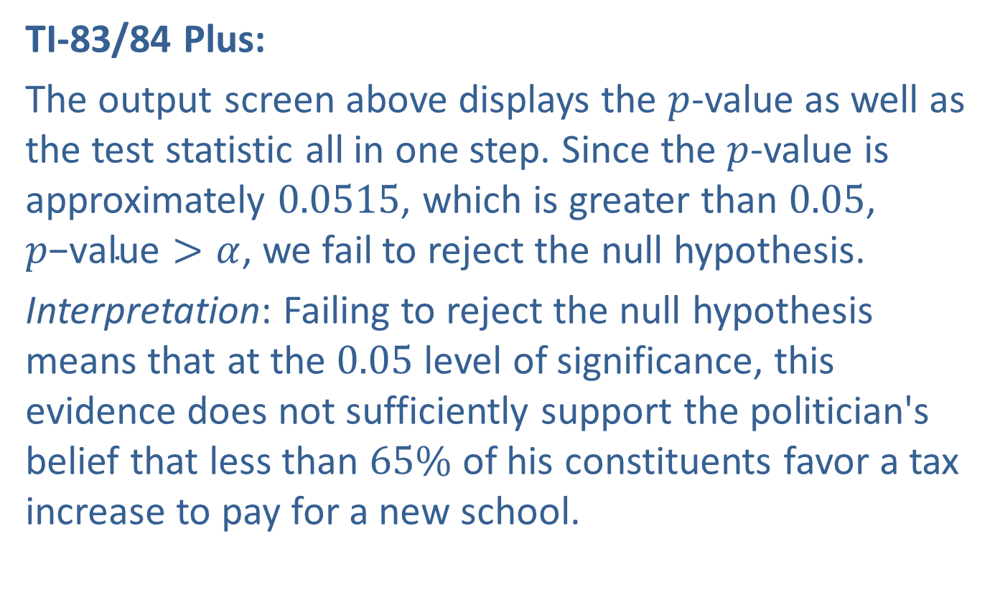 TI-83/84 Plus:
The output screen above displays the p-value as well as
the test statistic all in one step. Since the p-value is
approximately 0.0515, which is greater than 0.05,
p−value > α, we fail to reject the null hypothesis.
Interpretation: Failing to reject the null hypothesis
means that at the 0.05 level of significance, this
evidence does not sufficiently support the politician's
belief that less than 65% of his constituents favor a tax
increase to pay for a new school.